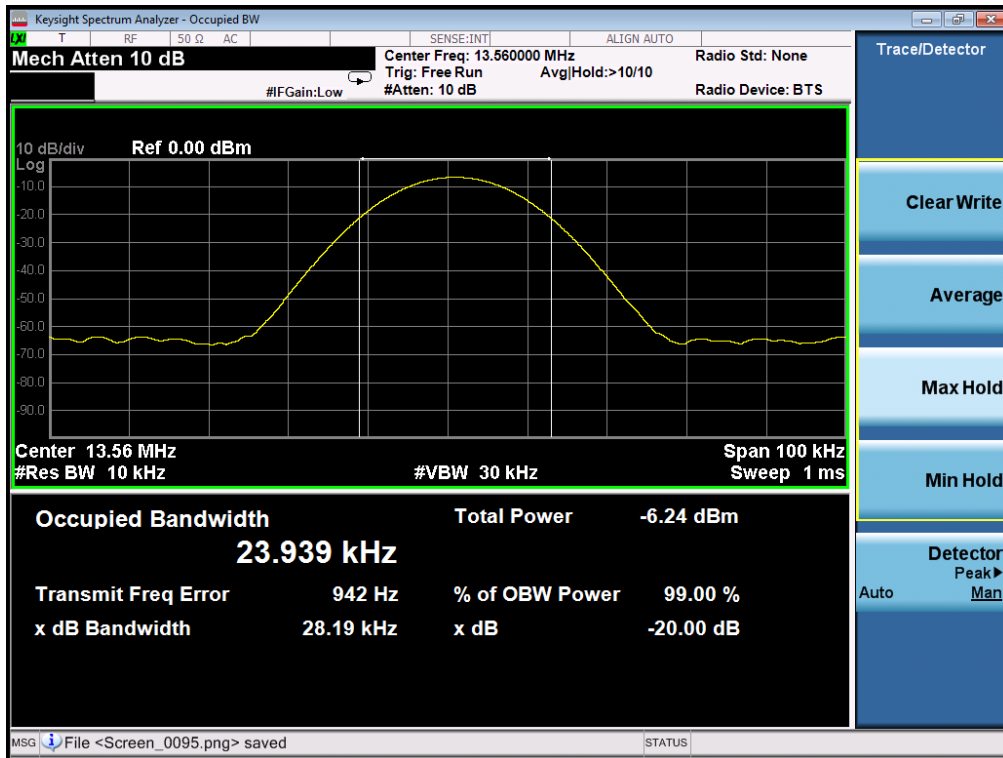 Keysight Spectrum Analyzer - Occupied BW
LXI T RF 50 Ω AC SENSE:INT ALIGN AUTO
Mech Atten 10 dB
Center Freq: 13.560000 MHz Radio Std: None
Trig: Free Run Avg|Hold:>10/10
#IFGain:Low #Atten: 10 dB Radio Device: BTS
10 dB/div Ref 0.00 dBm
Log
-10.0
-20.0
-30.0
-40.0
-50.0
-60.0
-70.0
-80.0
-90.0
Center 13.56 MHz Span 100 kHz
#Res BW 10 kHz #VBW 30 kHz Sweep 1 ms
Occupied Bandwidth Total Power -6.24 dBm
23.939 kHz
Transmit Freq Error 942 Hz % of OBW Power 99.00 %
x dB Bandwidth 28.19 kHz x dB -20.00 dB
MSG File <Screen_0095.png> saved STATUS
Trace/Detector
Clear Write
Average
Max Hold
Min Hold
Detector
Peak▶
Auto Man